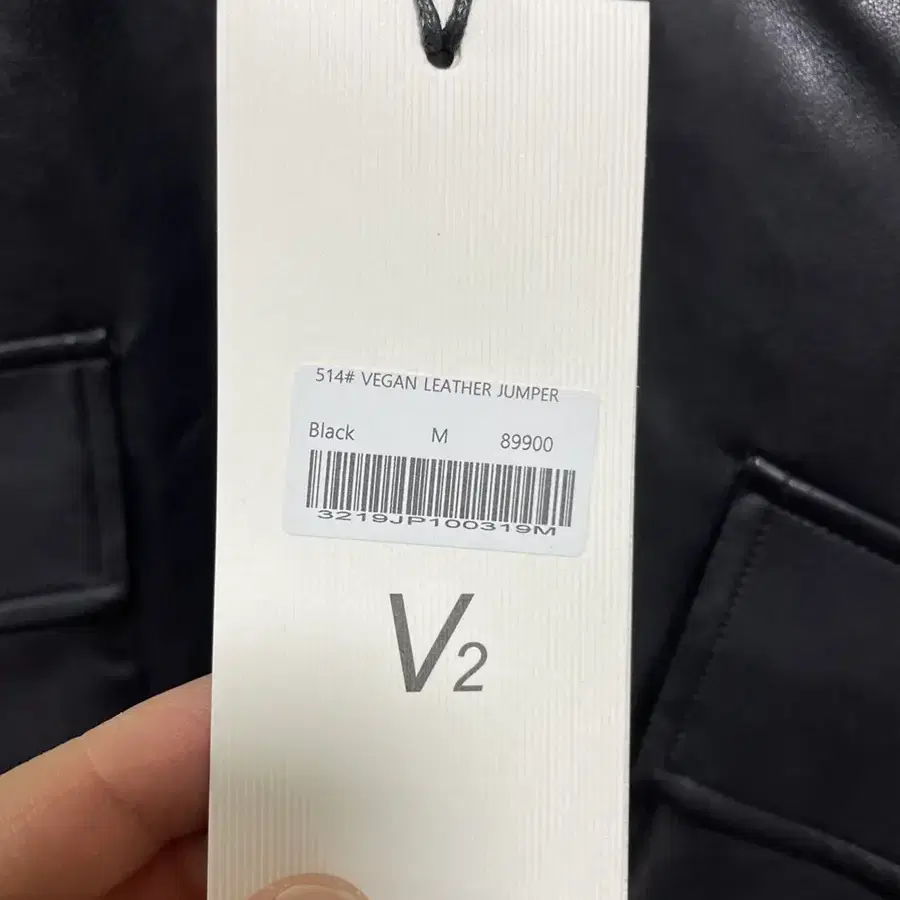 514# VEGAN LEATHER JUMPER
Black M 89900
3219JP100319M
V2